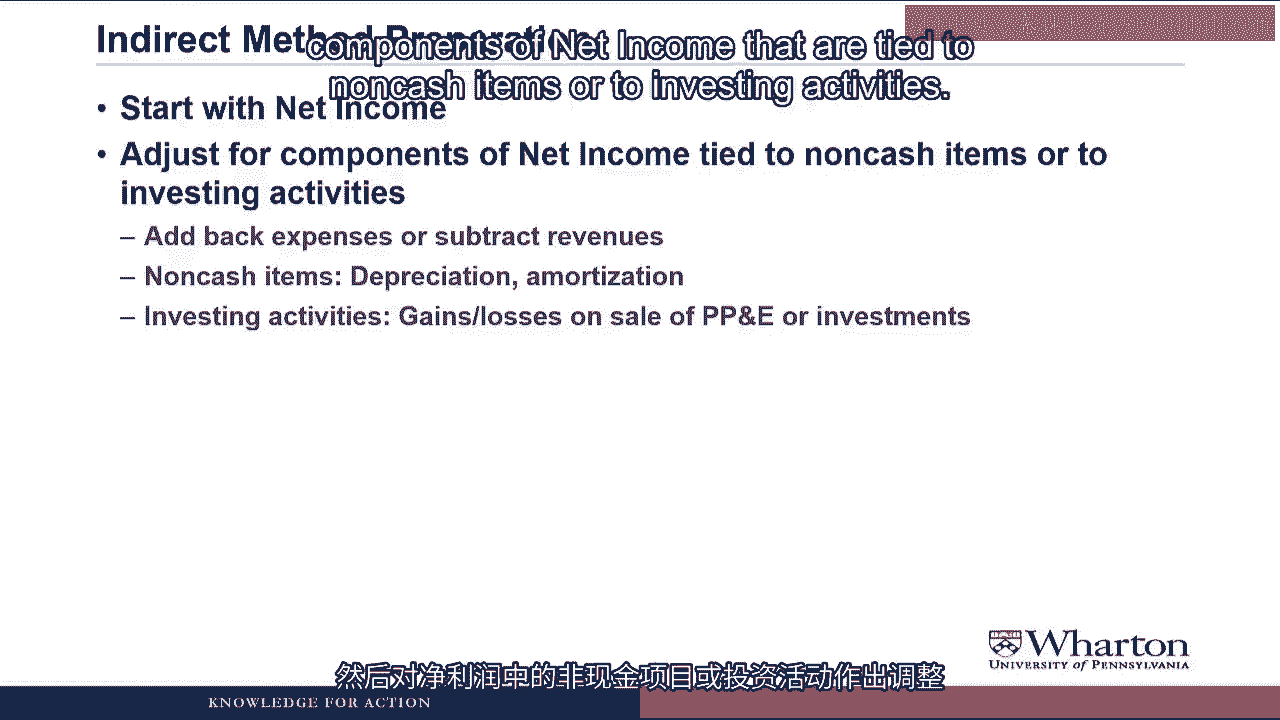 Indirect Method Preparation
components of Net Income that are tied to
noncash items or to investing activities.
• Start with Net Income
• Adjust for components of Net Income tied to noncash items or to
investing activities
– Add back expenses or subtract revenues
– Noncash items: Depreciation, amortization
– Investing activities: Gains/losses on sale of PP&E or investments
Wharton
UNIVERSITY of PENNSYLVANIA
然后对净利润中的非现金项目或投资活动作出调整
KNOWLEDGE FOR ACTION